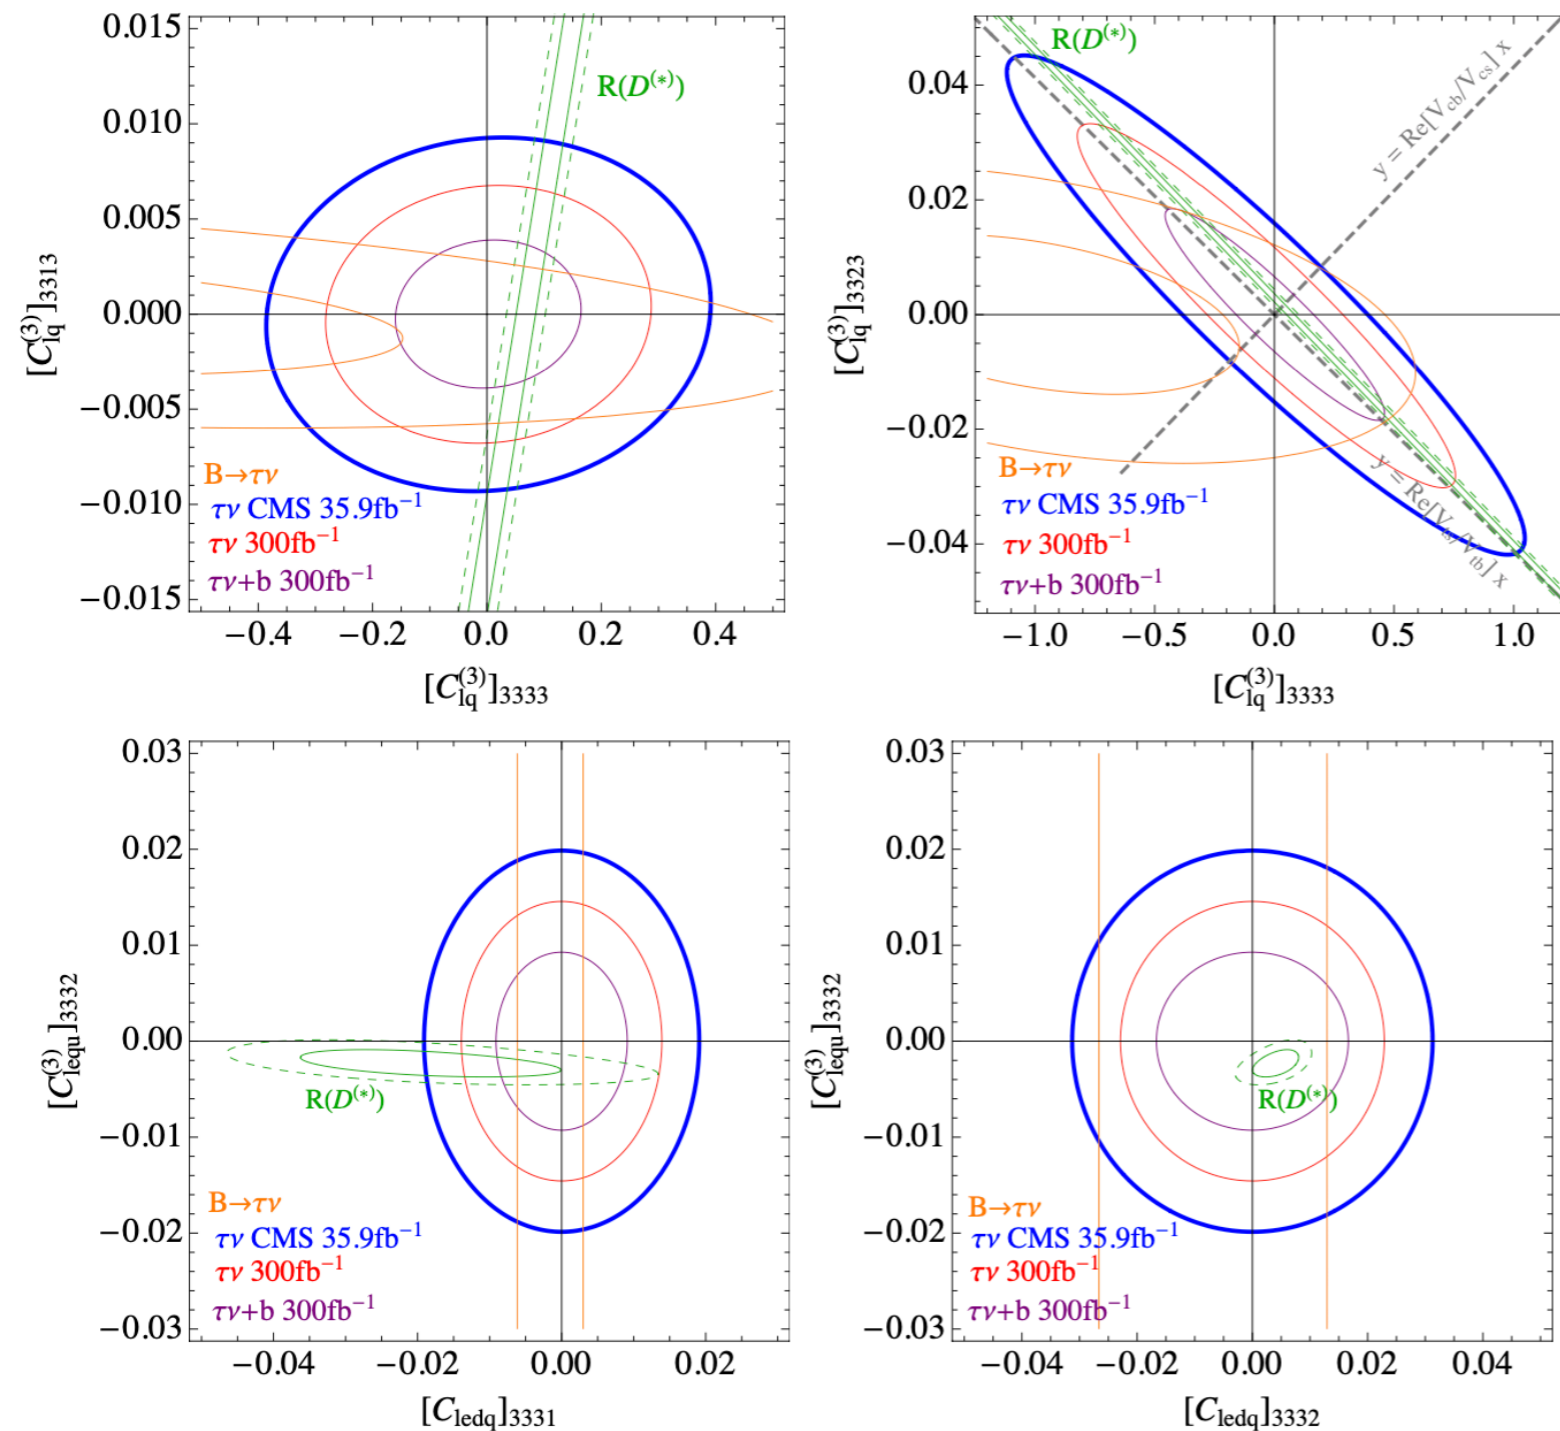 0.015
0.010
0.005
0.000
−0.005
−0.010
−0.015
[C_lq^(3)]_3313
R(D^(*))
B→τν
τν CMS 35.9fb^−1
τν 300fb^−1
τν+b 300fb^−1
−0.4 −0.2 0.0 0.2 0.4
[C_lq^(3)]_3333
0.04
0.02
0.00
−0.02
−0.04
[C_lq^(3)]_3323
R(D^(*))
y = Re[V_cb/V_cs] x
y = Re[V_ts/V_tb] x
B→τν
τν CMS 35.9fb^−1
τν 300fb^−1
τν+b 300fb^−1
−1.0 −0.5 0.0 0.5 1.0
[C_lq^(3)]_3333
0.03
0.02
0.01
0.00
−0.01
−0.02
−0.03
[C_lequ^(3)]_3332
R(D^(*))
B→τν
τν CMS 35.9fb^−1
τν 300fb^−1
τν+b 300fb^−1
−0.04 −0.02 0.00 0.02
[C_ledq]_3331
0.03
0.02
0.01
0.00
−0.01
−0.02
−0.03
[C_lequ^(3)]_3332
R(D^(*))
B→τν
τν CMS 35.9fb^−1
τν 300fb^−1
τν+b 300fb^−1
−0.04 −0.02 0.00 0.02 0.04
[C_ledq]_3332